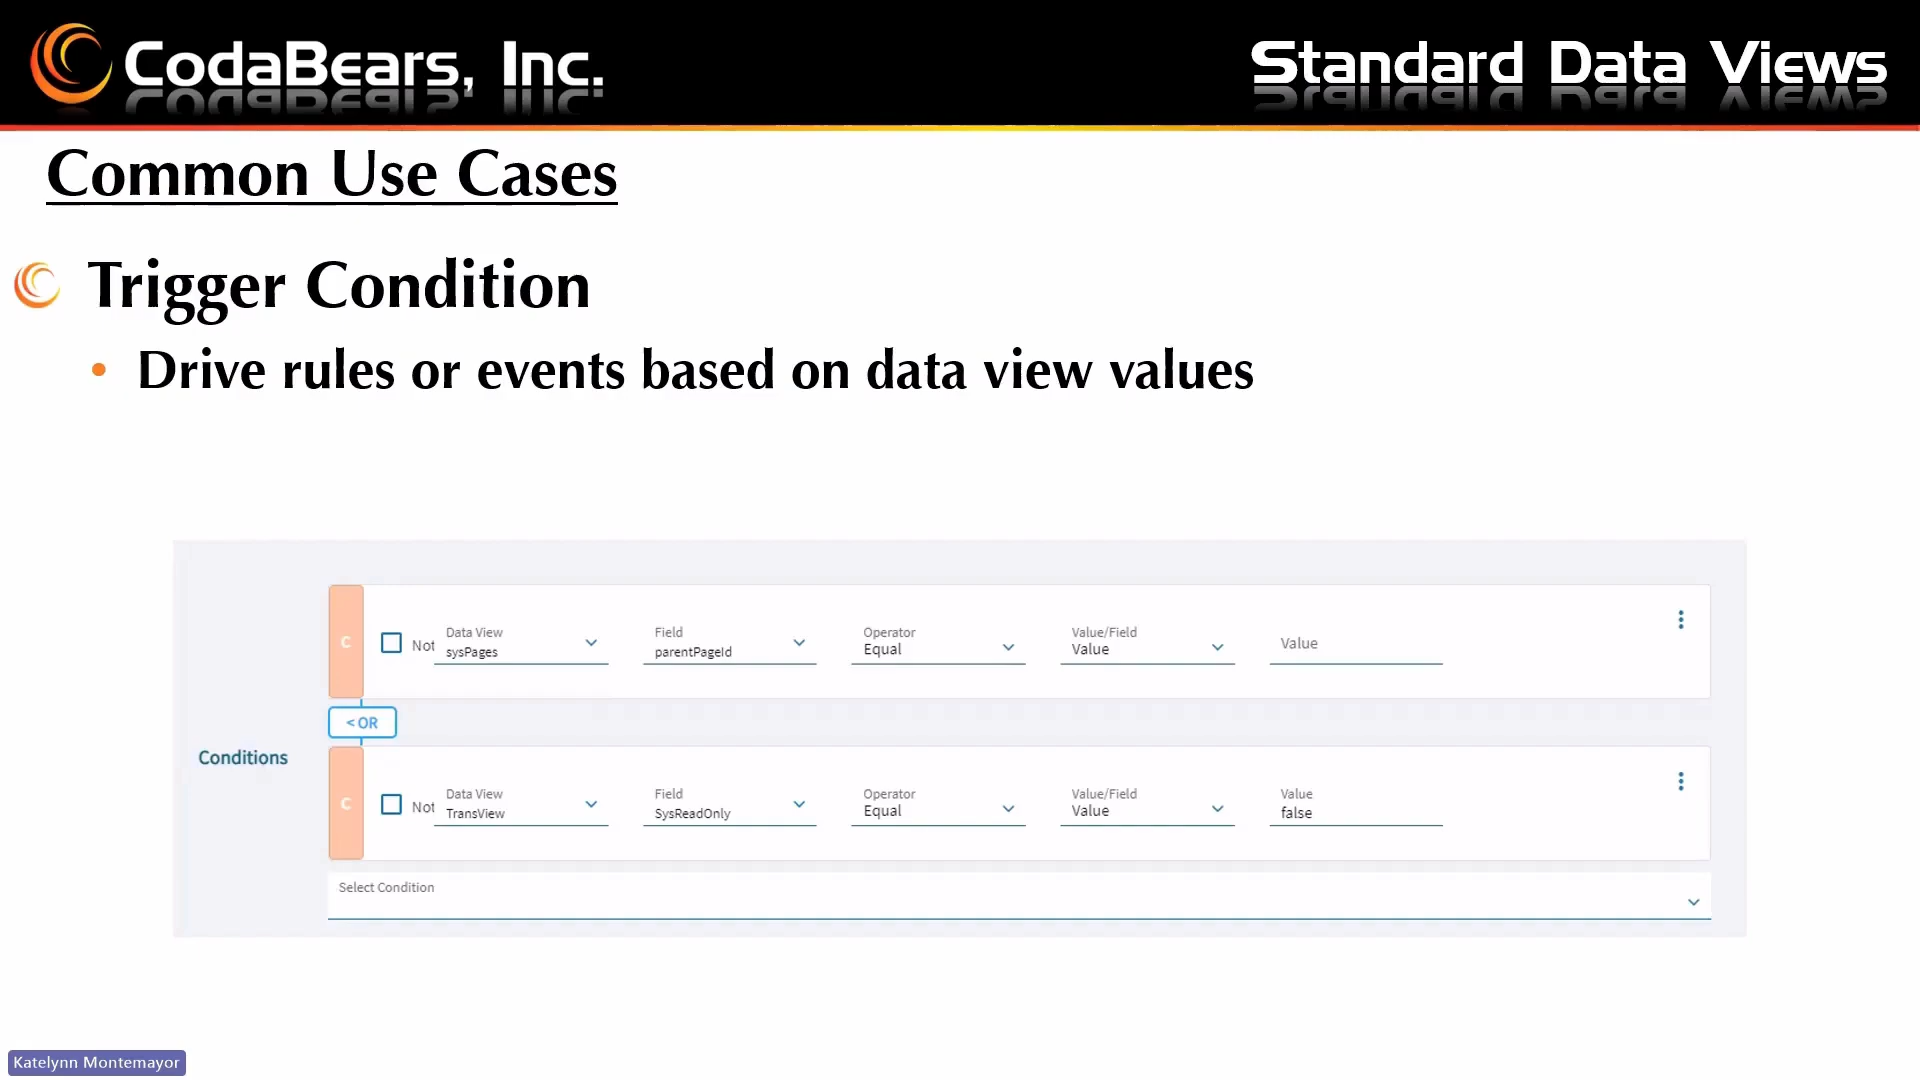 CodaBears, Inc.
Standard Data Views
Common Use Cases
Trigger Condition
• Drive rules or events based on data view values
Conditions
C
Not
Data View
sysPages
Field
parentPageId
Operator
Equal
Value/Field
Value
Value
< OR
C
Not
Data View
TransView
Field
SysReadOnly
Operator
Equal
Value/Field
Value
Value
false
Select Condition
Katelynn Montemayor